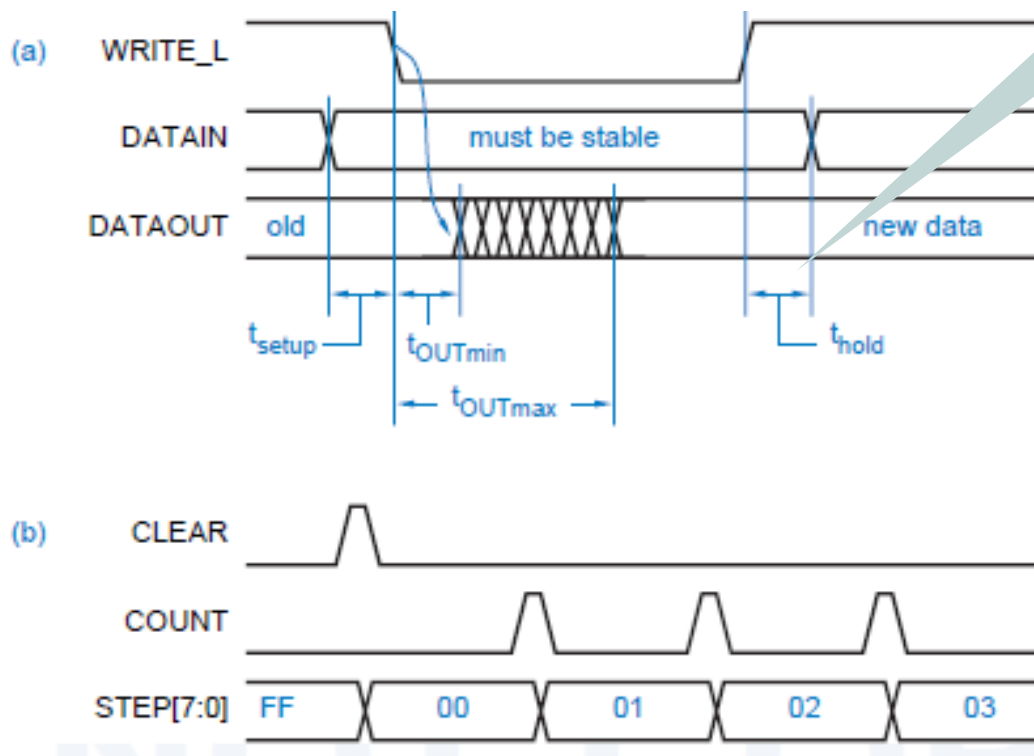 (a) WRITE_L
DATAIN must be stable
DATAOUT old new data
tsetup tOUTmin thold
tOUTmax
(b) CLEAR
COUNT
STEP[7:0] FF 00 01 02 03